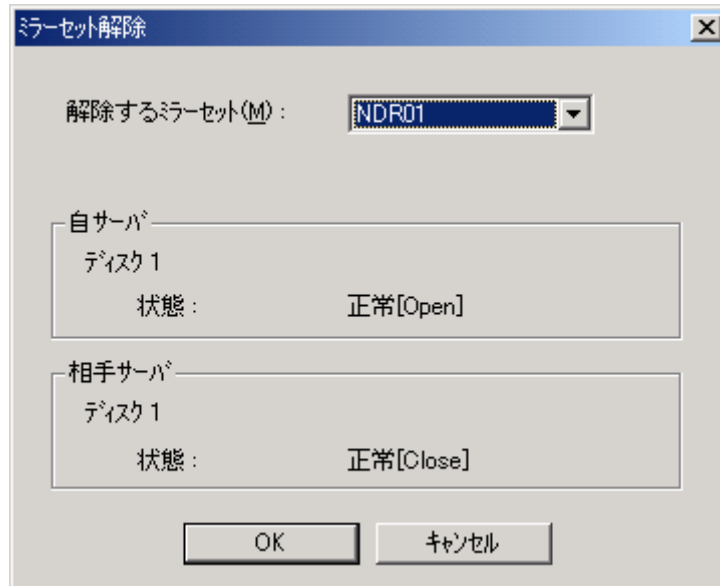 ﾐﾗｰｾｯﾄ解除
解除するﾐﾗｰｾｯﾄ(M)： NDR01
自ｻｰﾊﾞ
ﾃﾞｨｽｸ 1
状態： 正常[Open]
相手ｻｰﾊﾞ
ﾃﾞｨｽｸ 1
状態： 正常[Close]
OK ｷｬﾝｾﾙ